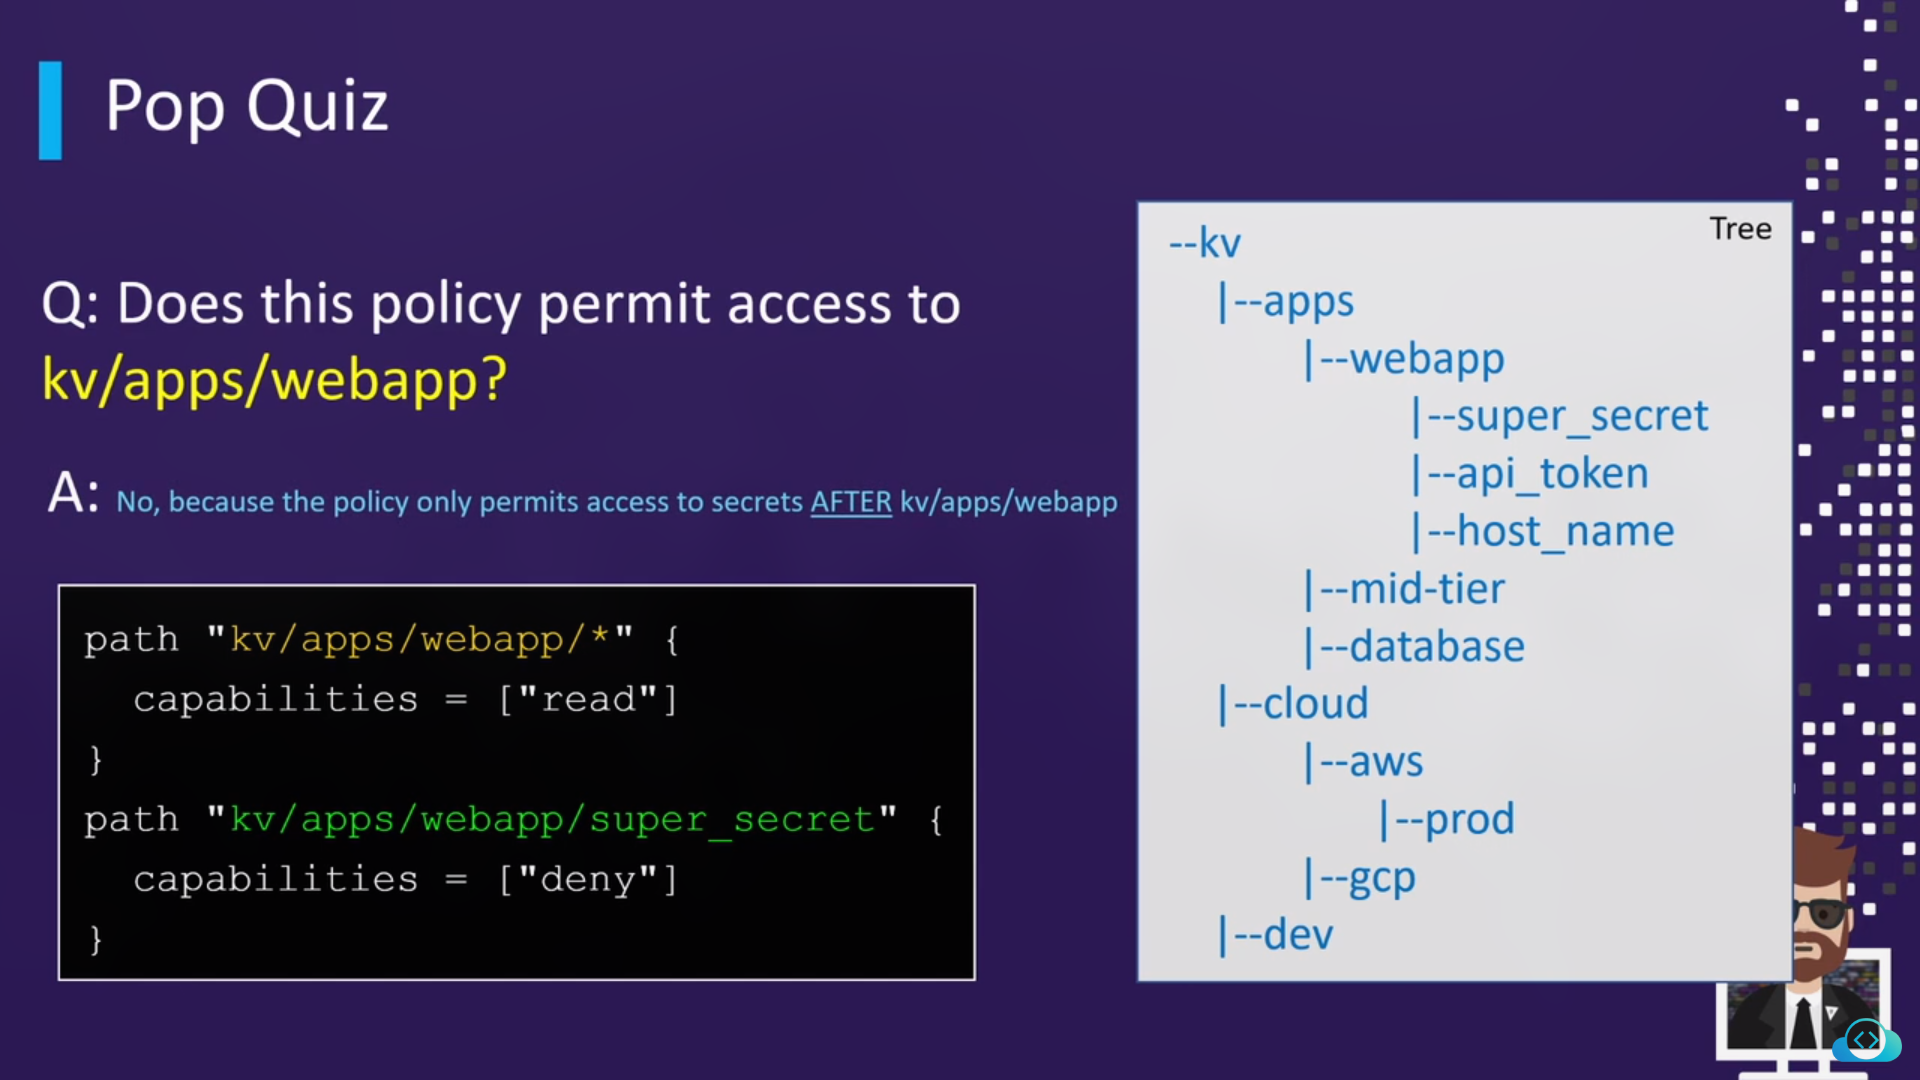 Pop Quiz
Q: Does this policy permit access to
kv/apps/webapp?
A: No, because the policy only permits access to secrets AFTER kv/apps/webapp
path "kv/apps/webapp/*" {
  capabilities = ["read"]
}
path "kv/apps/webapp/super_secret" {
  capabilities = ["deny"]
}
Tree
--kv
|--apps
|--webapp
|--super_secret
|--api_token
|--host_name
|--mid-tier
|--database
|--cloud
|--aws
|--prod
|--gcp
|--dev